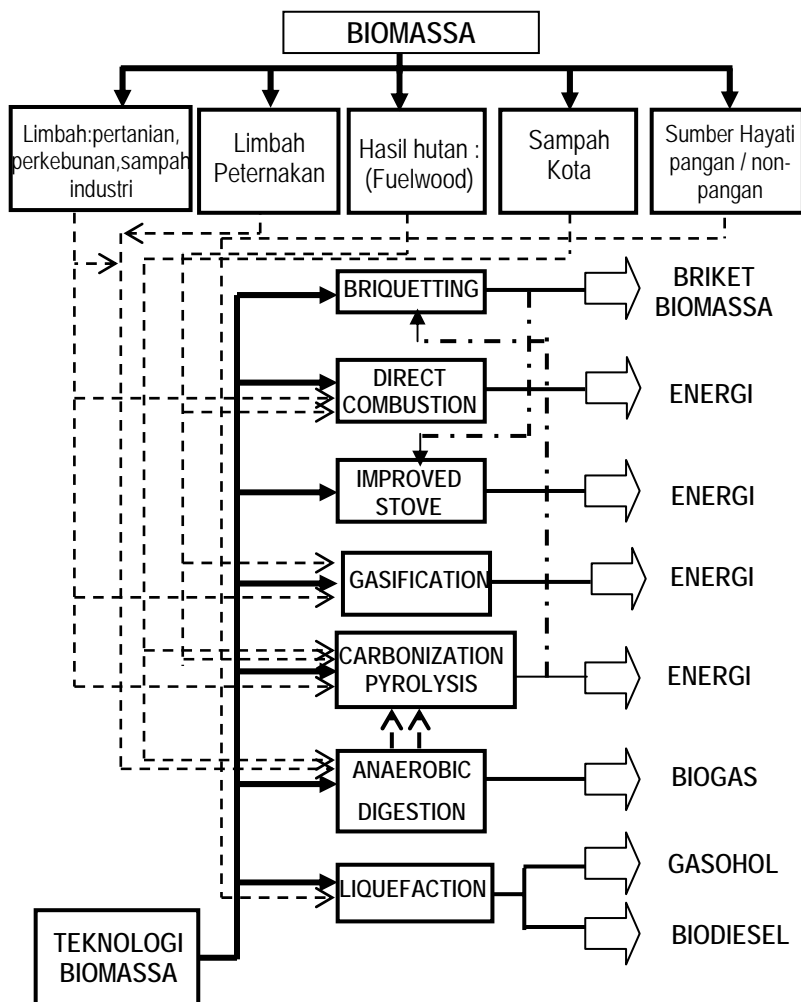 BIOMASSA
Limbah:pertanian,
perkebunan,sampah
industri
Limbah
Peternakan
Hasil hutan :
(Fuelwood)
Sampah
Kota
Sumber Hayati
pangan / non-
pangan
BRIQUETTING
BRIKET
BIOMASSA
DIRECT
COMBUSTION
ENERGI
IMPROVED
STOVE
ENERGI
GASIFICATION
ENERGI
CARBONIZATION
PYROLYSIS
ENERGI
ANAEROBIC
DIGESTION
BIOGAS
LIQUEFACTION
GASOHOL
BIODIESEL
TEKNOLOGI
BIOMASSA